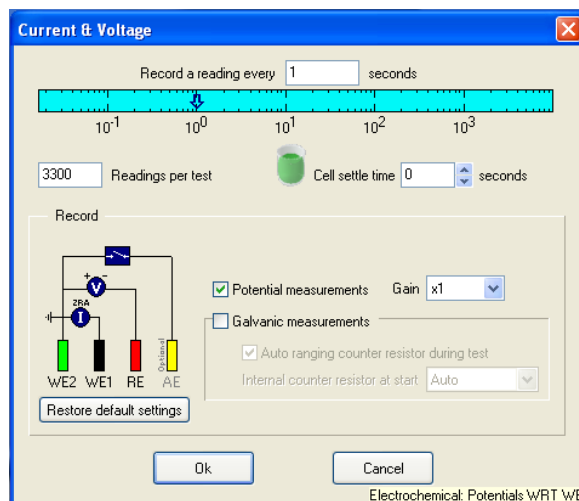 Current & Voltage
Record a reading every 1 seconds
10-1 100 101 102 103
3300 Readings per test Cell settle time 0 seconds
Record
+ -
V
ZRA
I
Optional
WE2 WE1 RE AE
Restore default settings
Potential measurements Gain x1
Galvanic measurements
Auto ranging counter resistor during test
Internal counter resistor at start Auto
Ok Cancel
Electrochemical: Potentials WRT WE